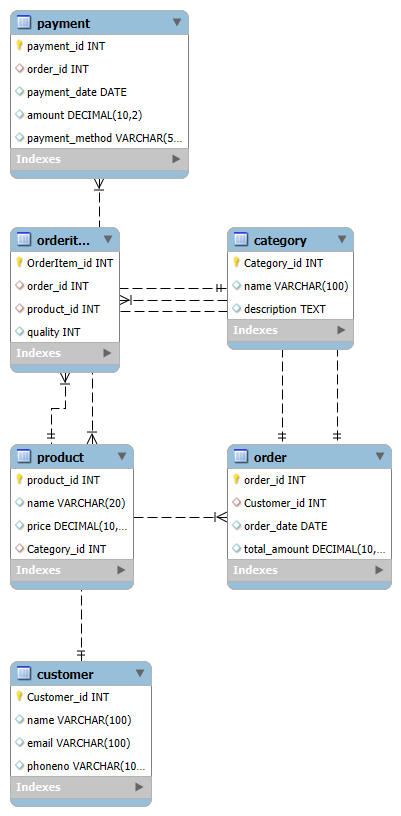 payment
payment_id INT
order_id INT
payment_date DATE
amount DECIMAL(10,2)
payment_method VARCHAR(5...
Indexes
orderit...
OrderItem_id INT
order_id INT
product_id INT
quality INT
Indexes
category
Category_id INT
name VARCHAR(100)
description TEXT
Indexes
product
product_id INT
name VARCHAR(20)
price DECIMAL(10,...
Category_id INT
Indexes
order
order_id INT
Customer_id INT
order_date DATE
total_amount DECIMAL(10,...
Indexes
customer
Customer_id INT
name VARCHAR(100)
email VARCHAR(100)
phoneno VARCHAR(10...
Indexes